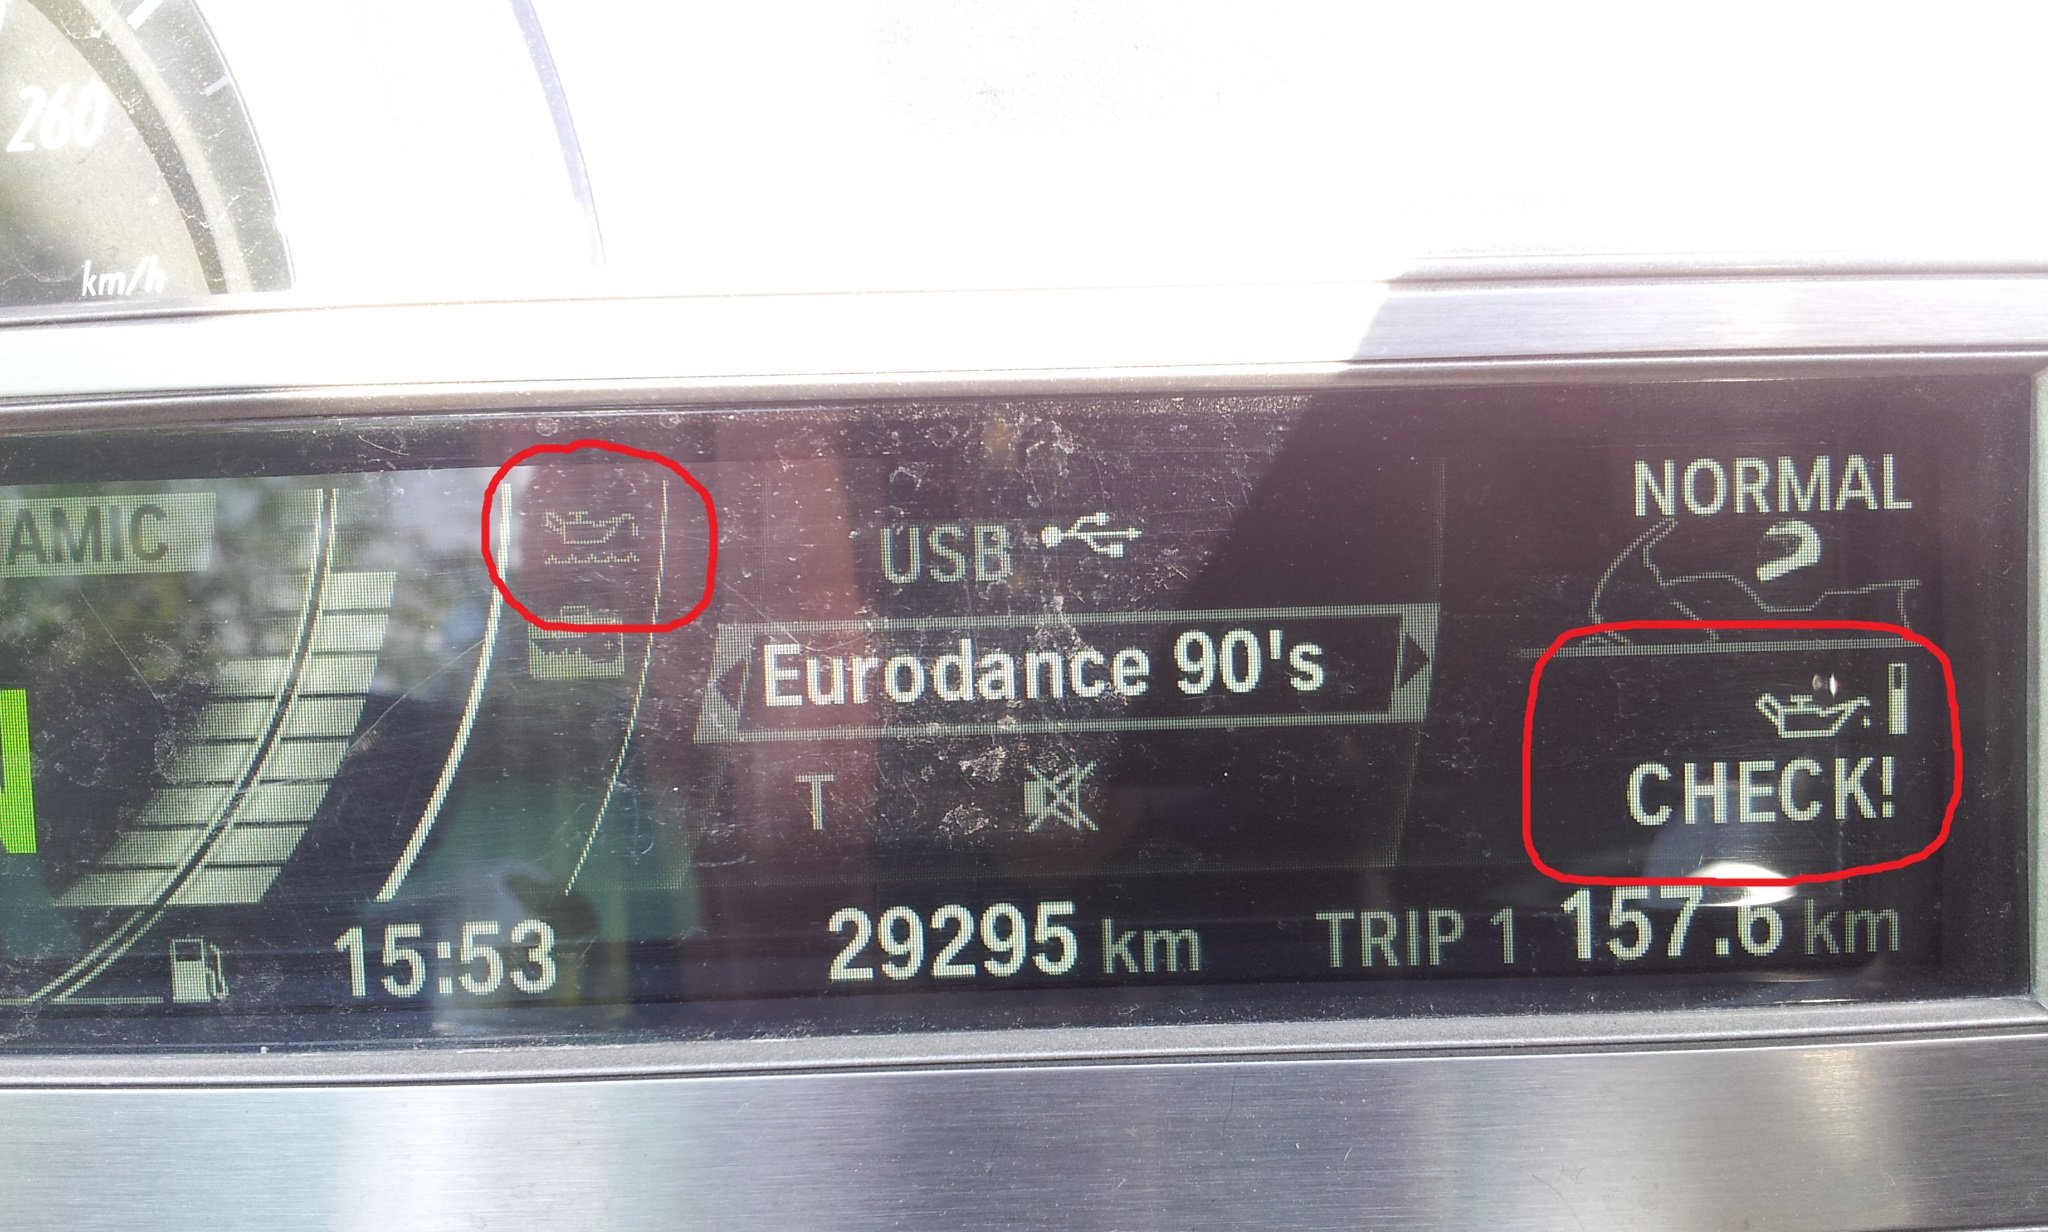 260
km/h
AMIC
USB
NORMAL
Eurodance 90's
T
CHECK!
15:53
29295 km
TRIP 1 157.6 km